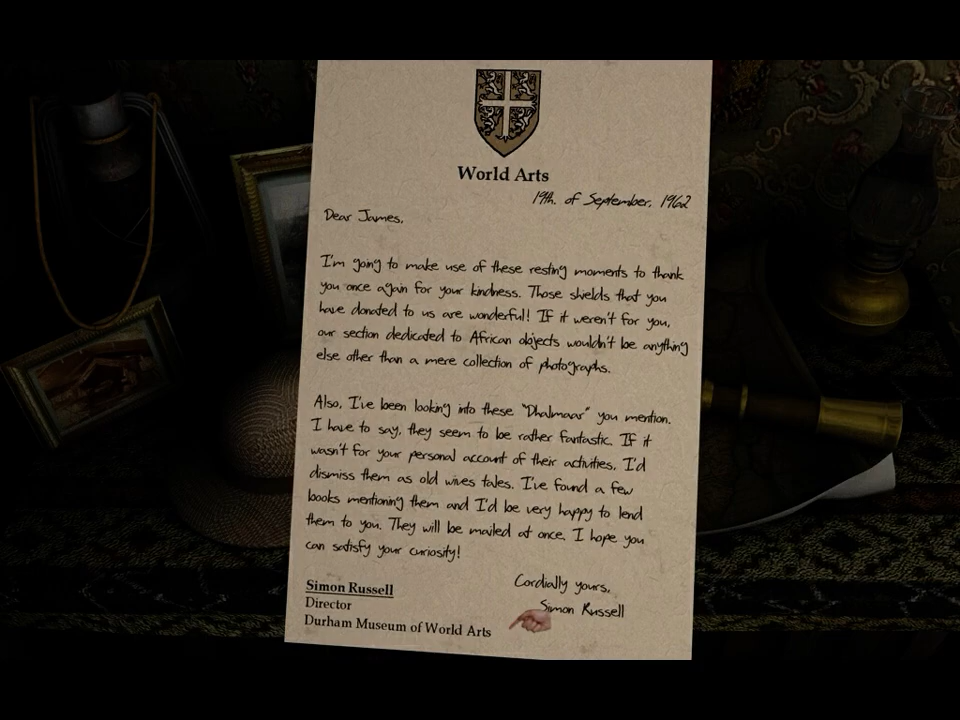 World Arts
19th. of September, 1962
Dear James,
I'm going to make use of these resting moments to thank
you once again for your kindness. Those shields that you
have donated to us are wonderful! If it weren't for you,
our section dedicated to African objects wouldn't be anything
else other than a mere collection of photographs.
Also, I've been looking into these "Dhalmaar" you mention.
I have to say, they seem to be rather fantastic. If it
wasn't for your personal account of their activities, I'd
dismiss them as old wives tales. I've found a few
books mentioning them and I'd be very happy to lend
them to you. They will be mailed at once. I hope you
can satisfy your curiosity!
Cordially yours,
Simon Russell
Simon Russell
Director
Durham Museum of World Arts